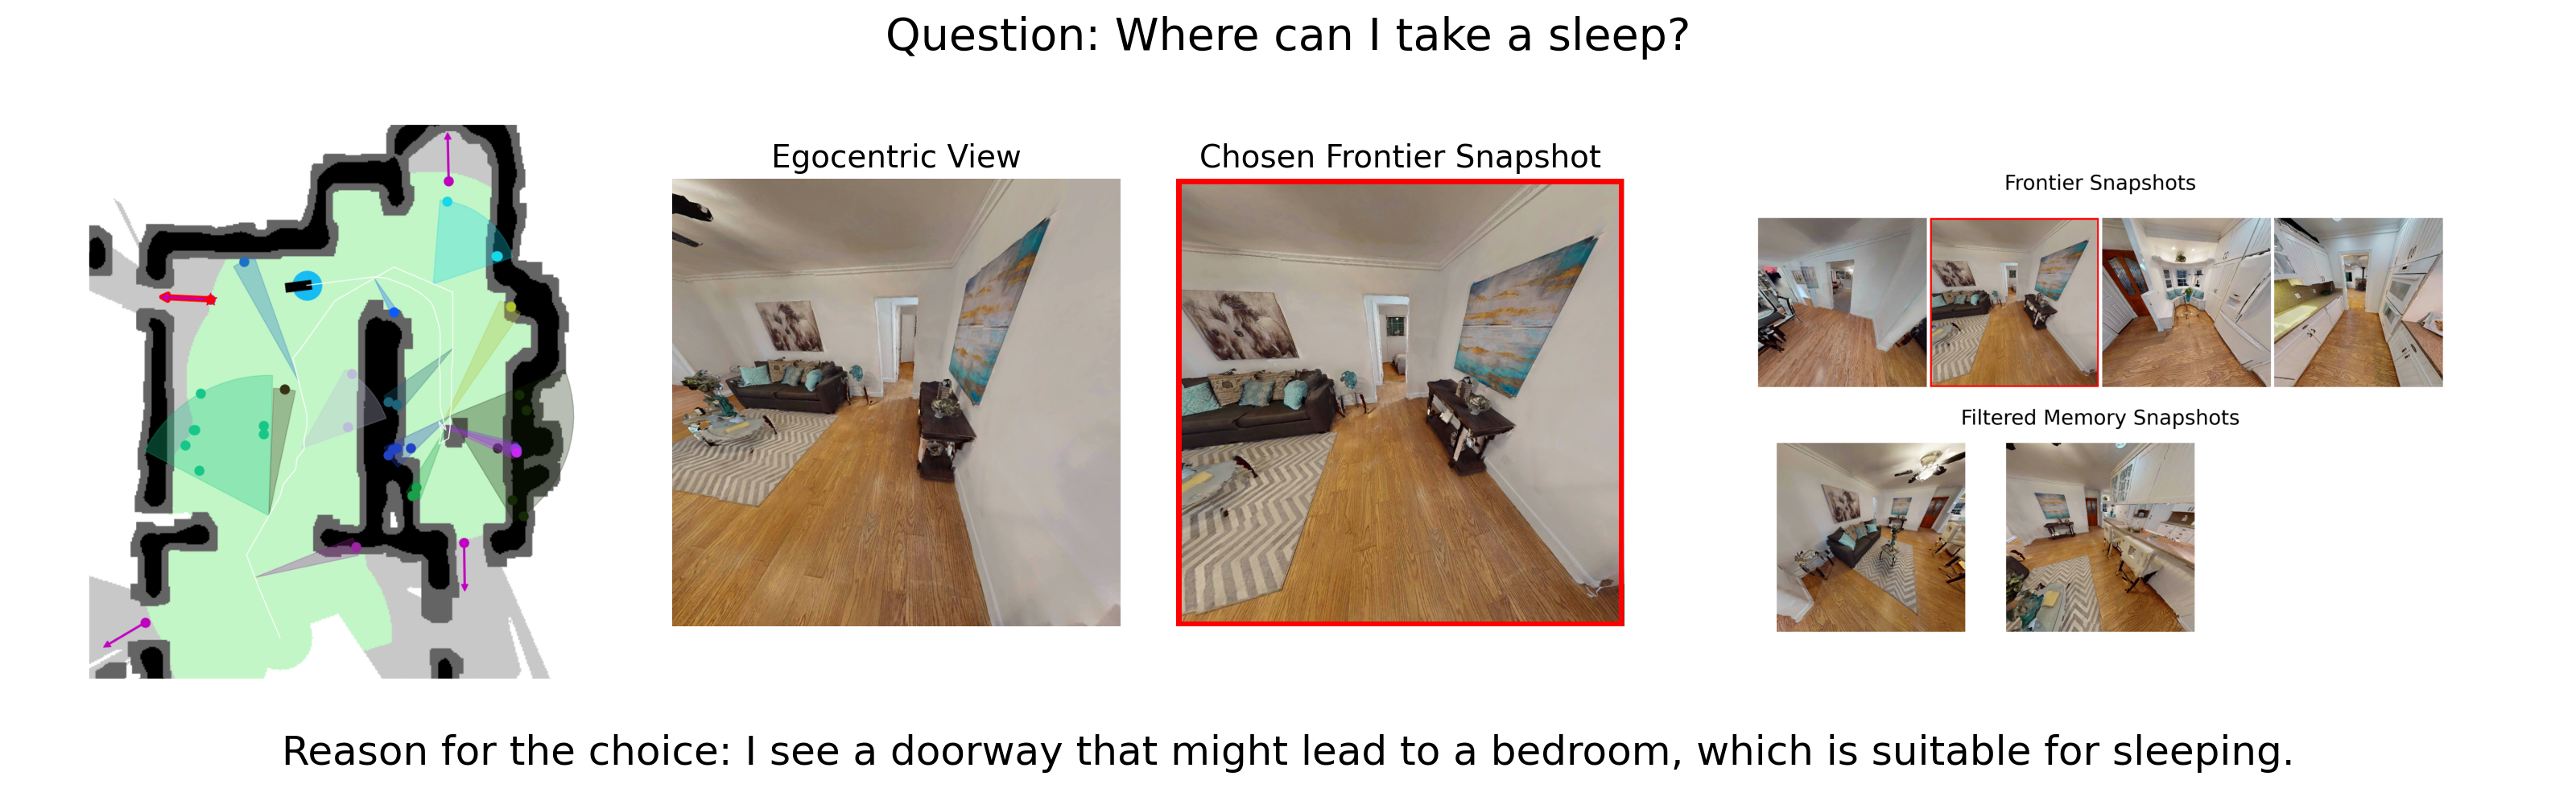 Question: Where can I take a sleep?
Egocentric View
Chosen Frontier Snapshot
Frontier Snapshots
Filtered Memory Snapshots
Reason for the choice: I see a doorway that might lead to a bedroom, which is suitable for sleeping.